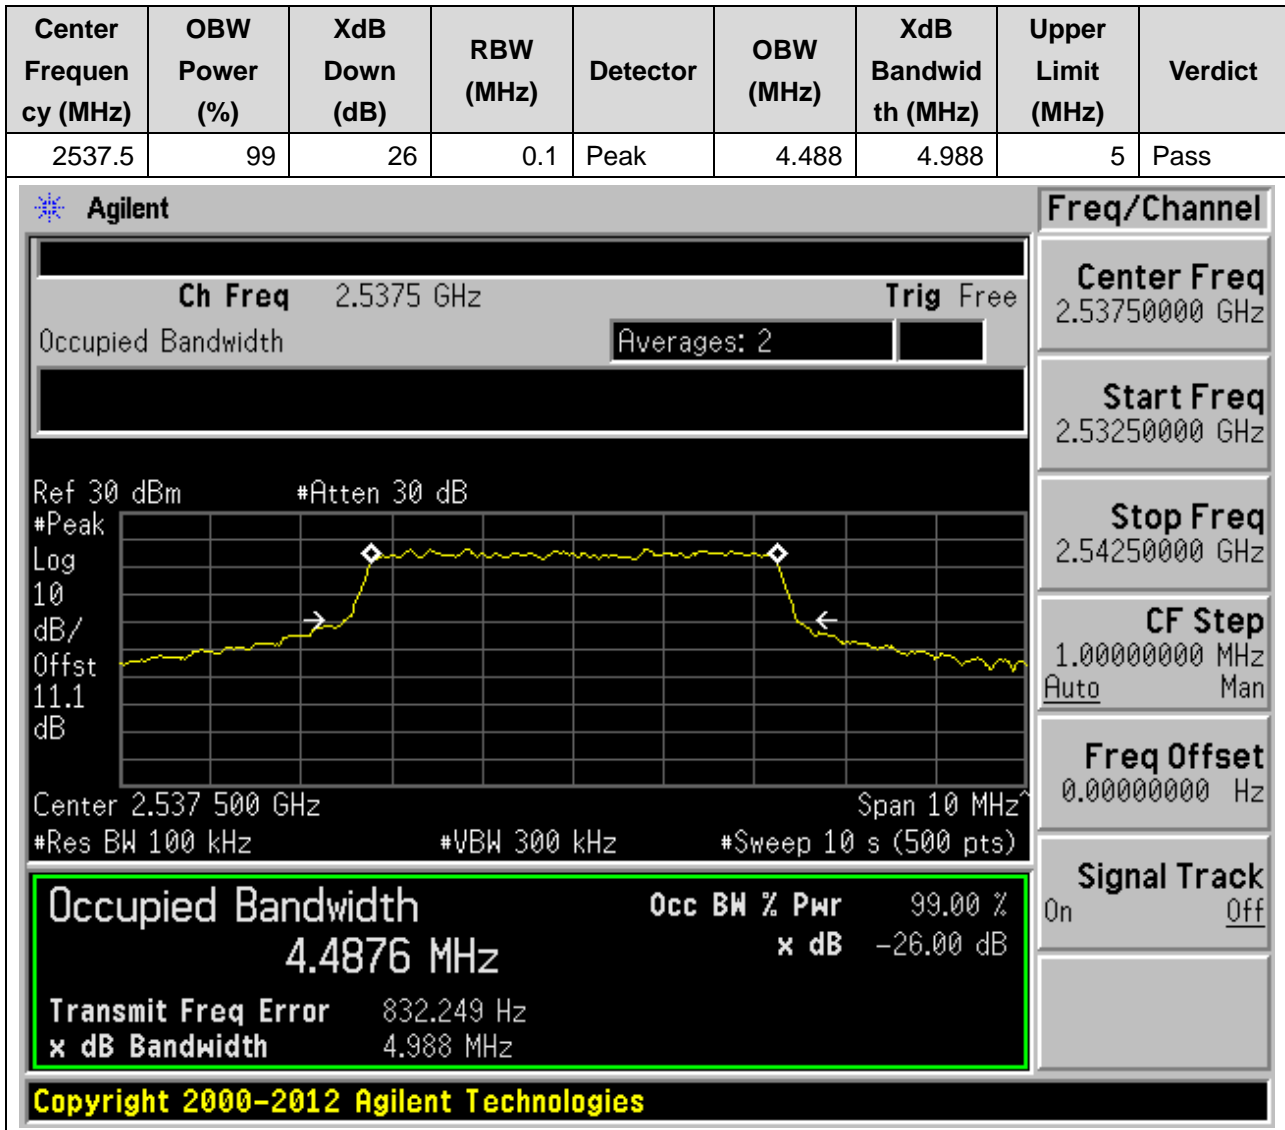 Center Frequency (MHz) OBW Power (%) XdB Down (dB) RBW (MHz) Detector OBW (MHz) XdB Bandwidth (MHz) Upper Limit (MHz) Verdict
2537.5 99 26 0.1 Peak 4.488 4.988 5 Pass
Agilent
Freq/Channel
Ch Freq 2.5375 GHz Trig Free
Occupied Bandwidth Averages: 2
Center Freq
2.53750000 GHz
Start Freq
2.53250000 GHz
Stop Freq
2.54250000 GHz
CF Step
1.00000000 MHz
Auto Man
Freq Offset
0.00000000 Hz
Signal Track
On Off
Ref 30 dBm #Atten 30 dB
#Peak
Log
10
dB/
Offst
11.1
dB
Center 2.537 500 GHz Span 10 MHz^
#Res BW 100 kHz #VBW 300 kHz #Sweep 10 s (500 pts)
Occupied Bandwidth Occ BW % Pwr 99.00 %
4.4876 MHz x dB -26.00 dB
Transmit Freq Error 832.249 Hz
x dB Bandwidth 4.988 MHz
Copyright 2000-2012 Agilent Technologies